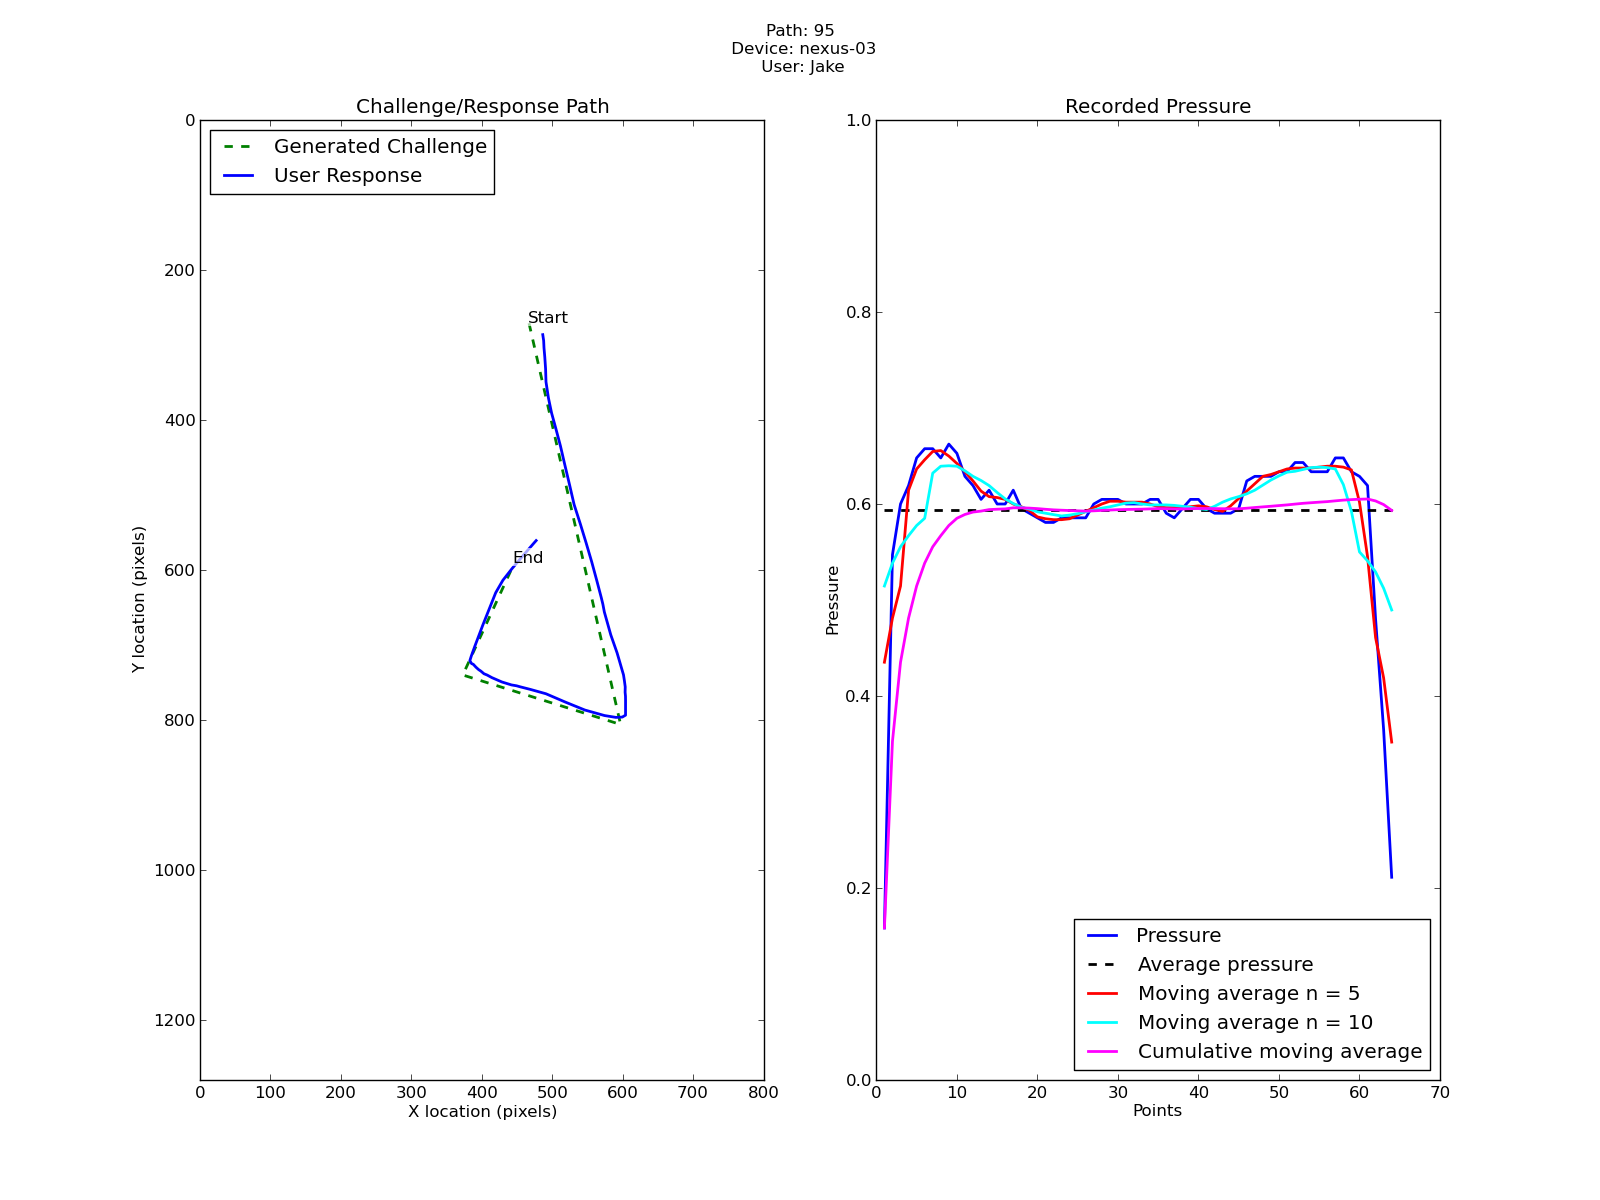 Path: 95
Device: nexus-03
User: Jake
Challenge/Response Path
Generated Challenge
User Response
Start
End
0
200
400
600
800
1000
1200
Y location (pixels)
0 100 200 300 400 500 600 700 800
X location (pixels)
Recorded Pressure
1.0
0.8
0.6
0.4
0.2
0.0
Pressure
Pressure
Average pressure
Moving average n = 5
Moving average n = 10
Cumulative moving average
0 10 20 30 40 50 60 70
Points